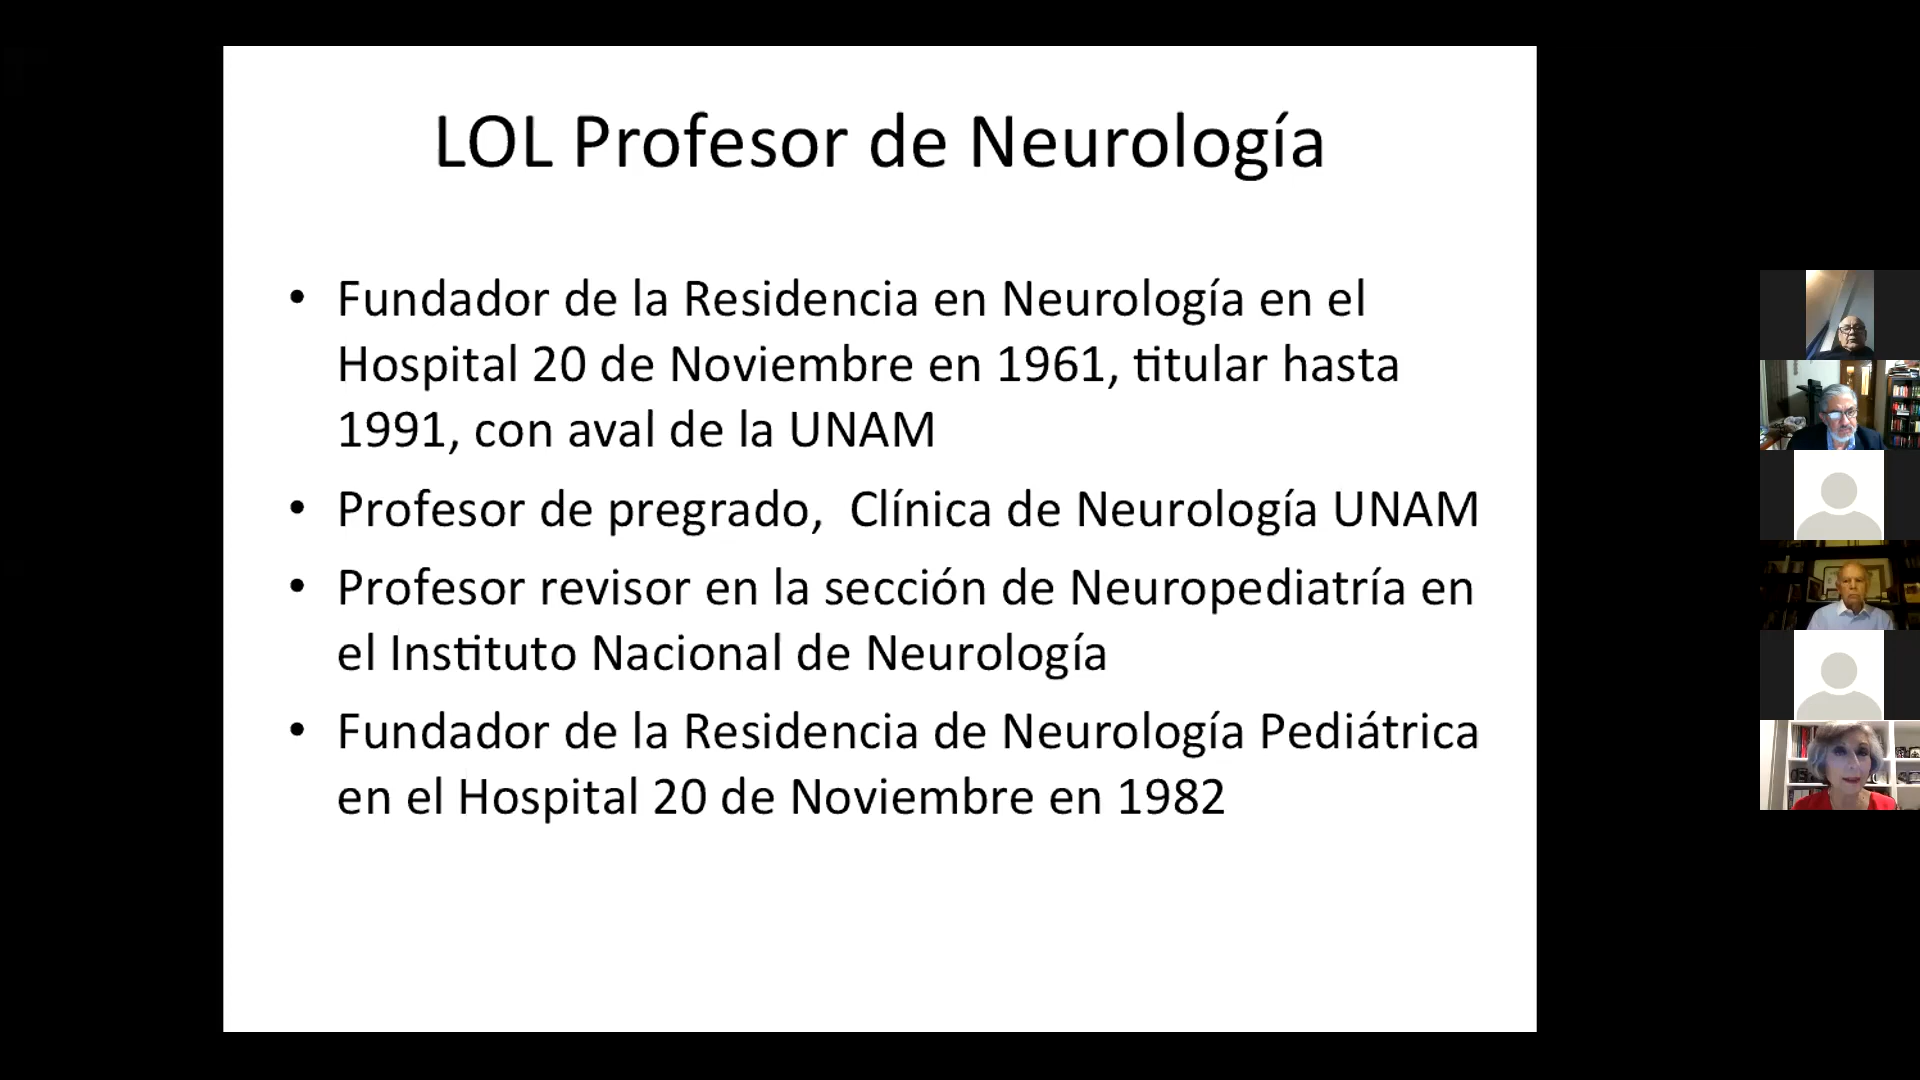 LOL Profesor de Neurología
• Fundador de la Residencia en Neurología en el
Hospital 20 de Noviembre en 1961, titular hasta
1991, con aval de la UNAM
• Profesor de pregrado,  Clínica de Neurología UNAM
• Profesor revisor en la sección de Neuropediatría en
el Instituto Nacional de Neurología
• Fundador de la Residencia de Neurología Pediátrica
en el Hospital 20 de Noviembre en 1982